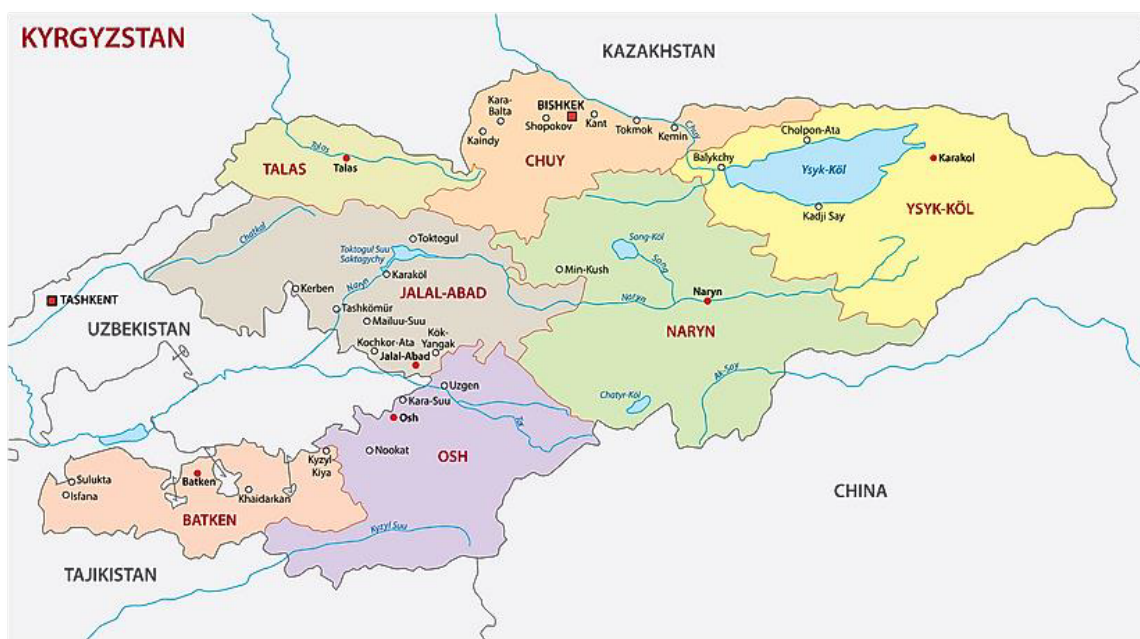 KYRGYZSTAN
KAZAKHSTAN
Kara-
Balta
BISHKEK
Shopokov
Kant
Kaindy
Tokmok
Kemin
Chuy
CHUY
Cholpon-Ata
Balykchy
Ysyk-Köl
Karakol
Kadji Say
YSYK-KÖL
Talas
Talas
TALAS
Chatkal
Toktogul
Toktogul Suu
Saktagychy
Karaköl
Naryn
Kerben
JALAL-ABAD
Tashkömür
Mailuu-Suu
Kochkor-Ata
Kök-
Yangak
Jalal-Abad
Song-Köl
Song
Min-Kush
Naryn
Naryn
NARYN
Ak-Say
Chatyr-Köl
TASHKENT
UZBEKISTAN
Uzgen
Kara-Suu
Osh
Tar
Nookat
OSH
Kyzyl-
Kiya
Kyzyl Suu
Sulukta
Isfana
Batken
Khaidarkan
BATKEN
CHINA
TAJIKISTAN